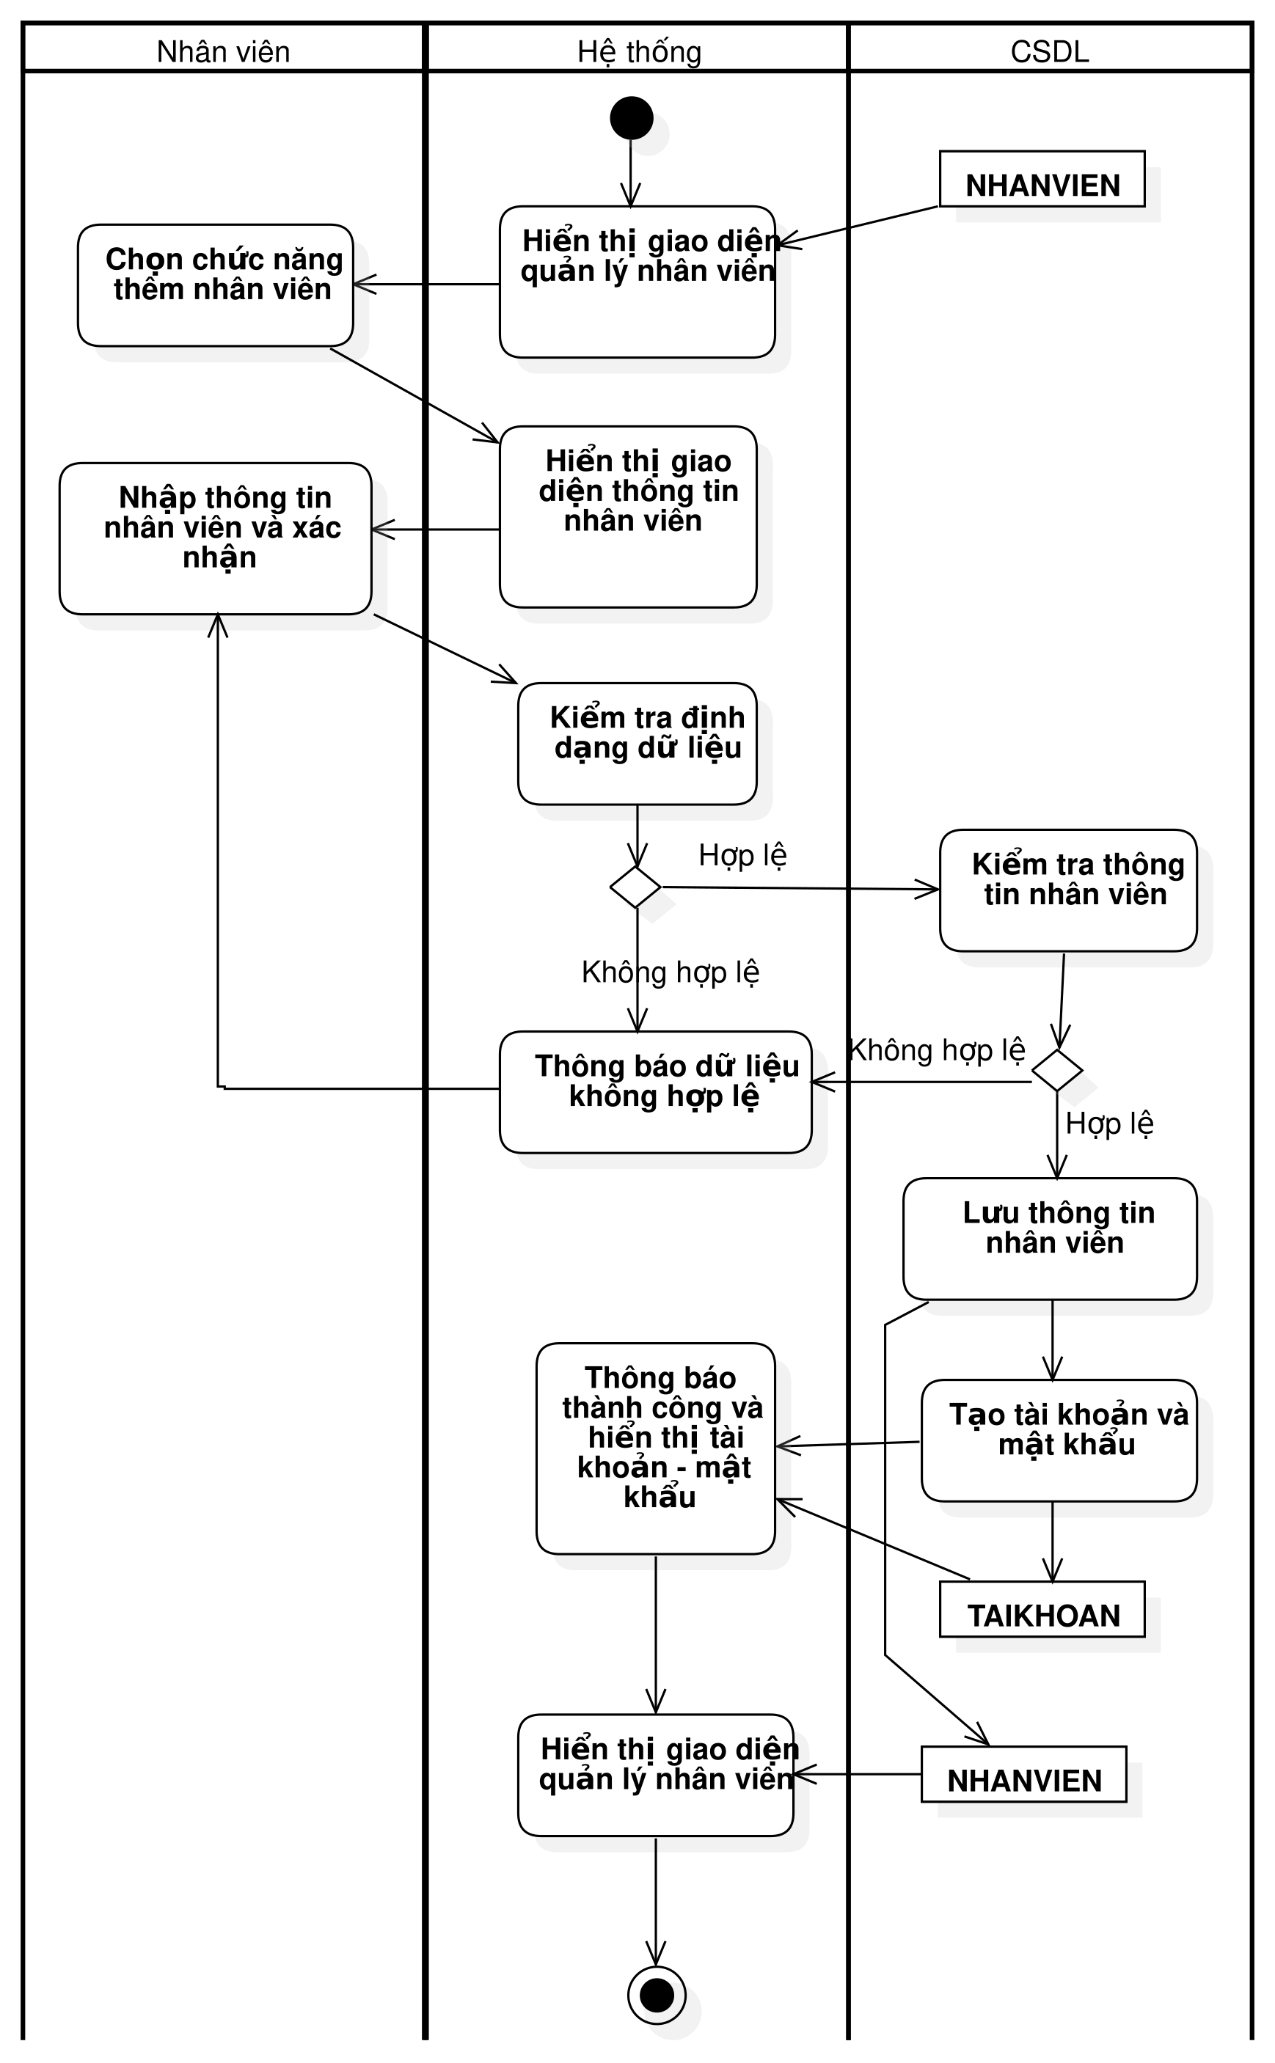 Nhân viên
Hệ thống
CSDL
NHANVIEN
Hiển thị giao diện
quản lý nhân viên
Chọn chức năng
thêm nhân viên
Hiển thị giao
diện thông tin
nhân viên
Nhập thông tin
nhân viên và xác
nhận
Kiểm tra định
dạng dữ liệu
Hợp lệ
Kiểm tra thông
tin nhân viên
Không hợp lệ
Không hợp lệ
Thông báo dữ liệu
không hợp lệ
Hợp lệ
Lưu thông tin
nhân viên
Thông báo
thành công và
hiển thị tài
khoản - mật
khẩu
Tạo tài khoản và
mật khẩu
TAIKHOAN
Hiển thị giao diện
quản lý nhân viên
NHANVIEN